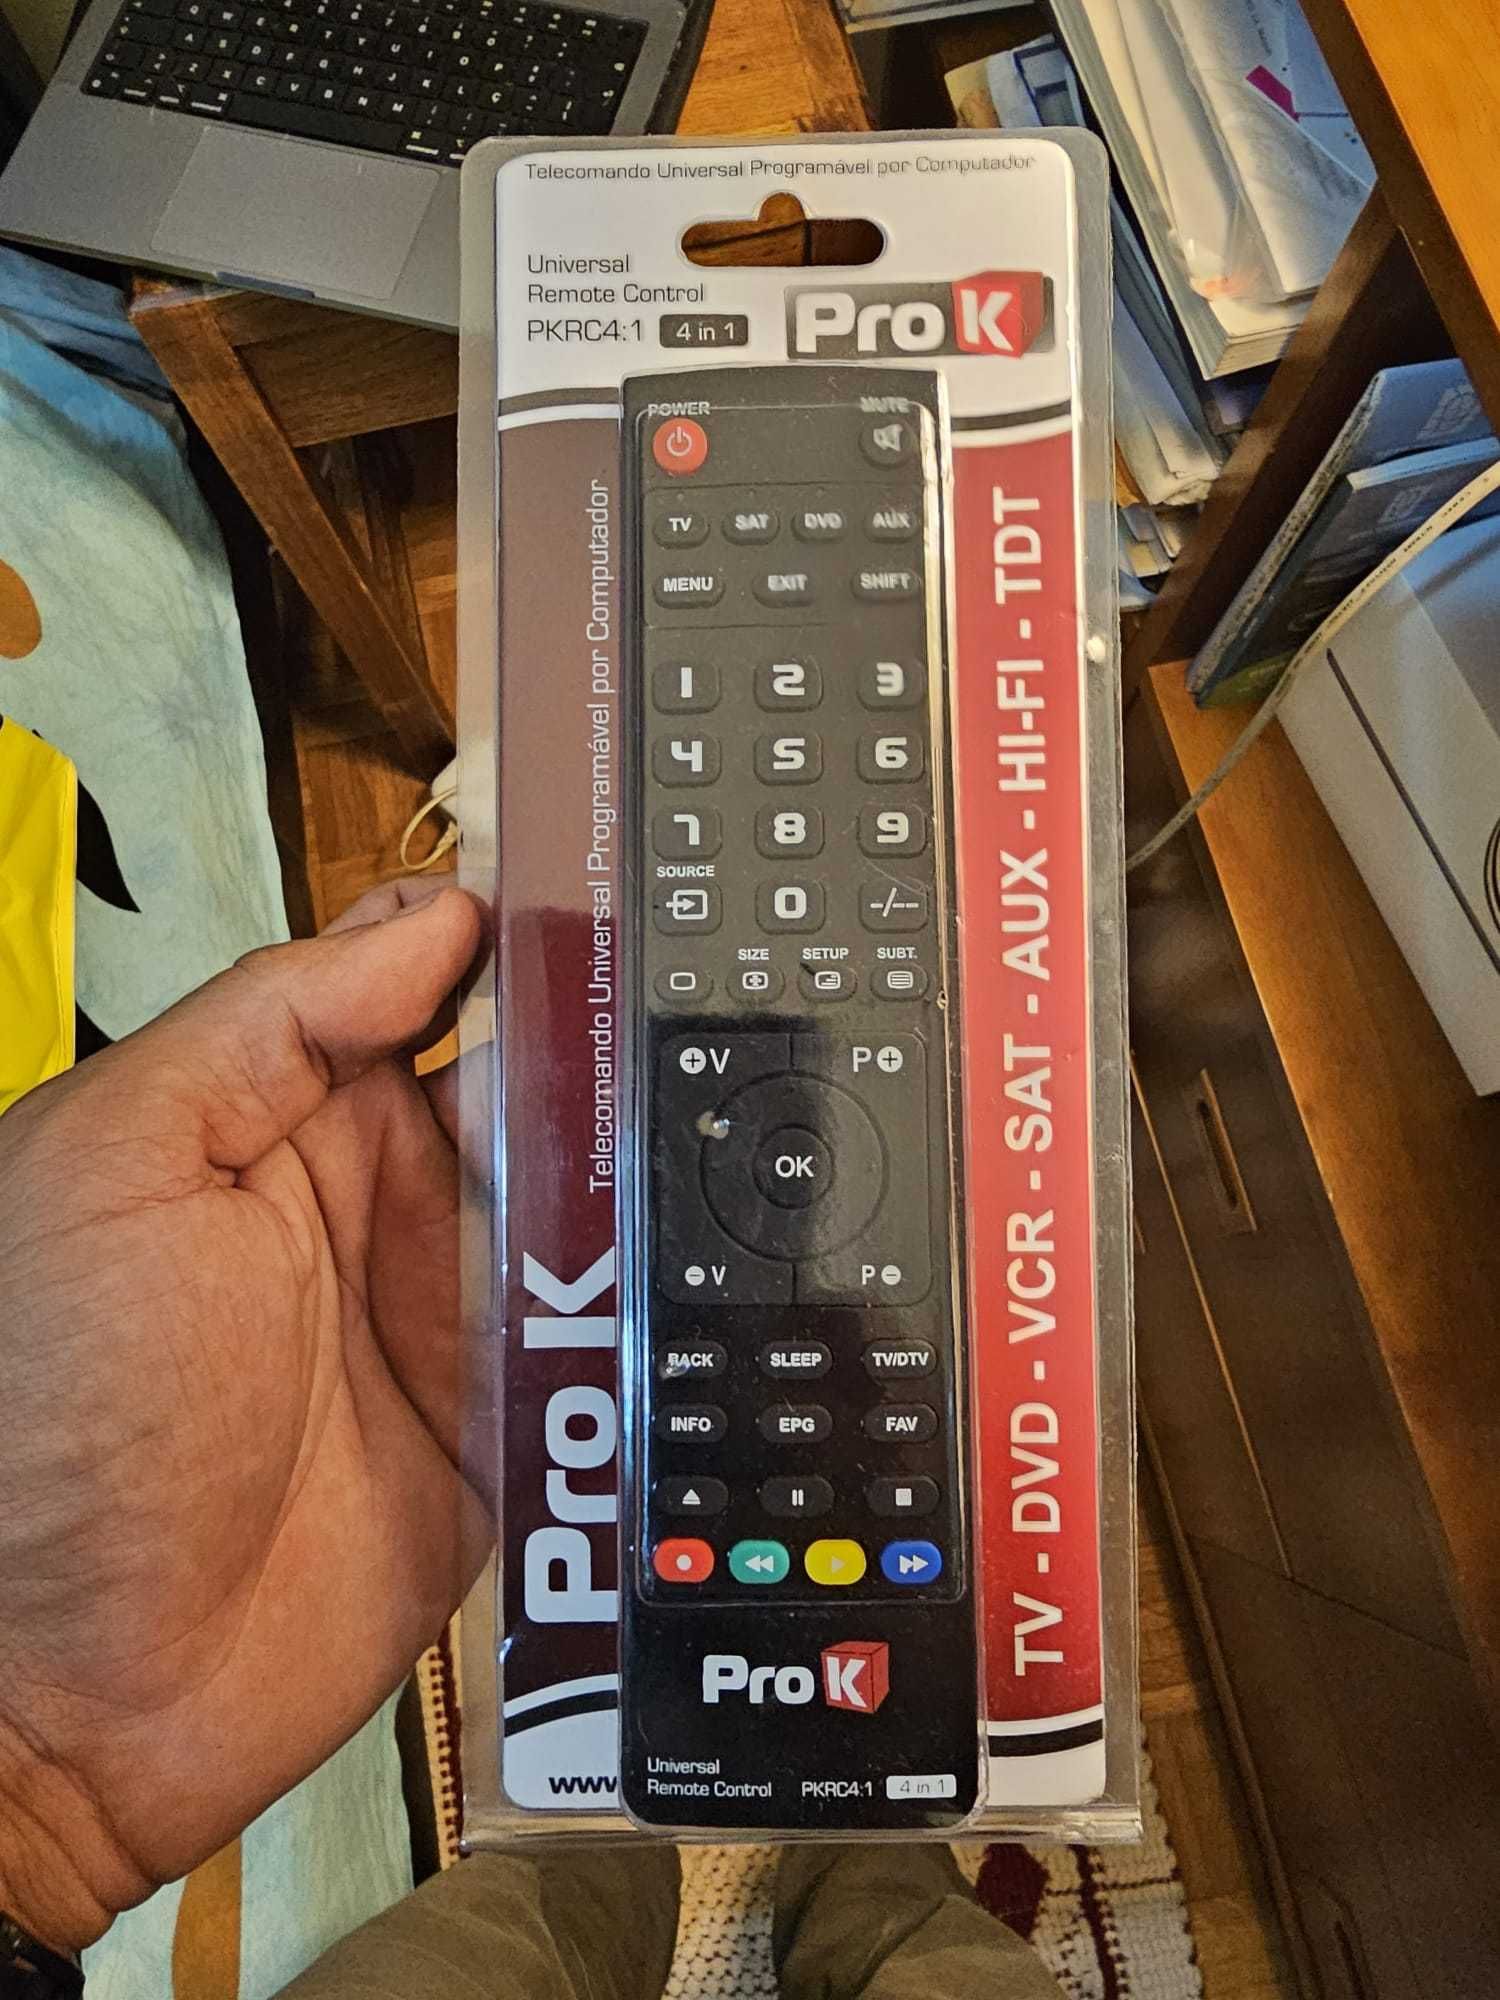 Telecomando Universal Programável por Computador
Universal
Remote Control
PKRC4:1 4 in 1
Pro K
POWER MUTE
TV SAT DVD AUX
MENU EXIT SHIFT
1 2 3
4 5 6
7 8 9
SOURCE
0 -/--
SIZE SETUP SUBT.
+V P+
OK
-V P-
BACK SLEEP TV/DTV
INFO EPG FAV
Pro K
Universal
Remote Control PKRC4:1 4 in 1
Telecomando Universal Programável por Computador
Pro K
www.
TV - DVD - VCR - SAT - AUX - HI-FI - TDT